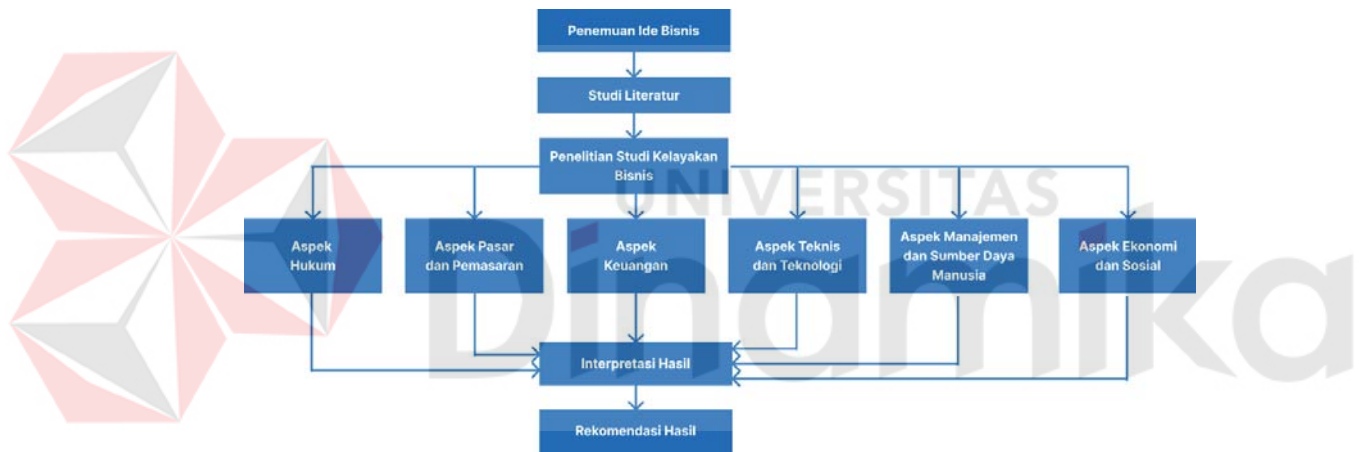 Penemuan Ide Bisnis
Studi Literatur
Penelitian Studi Kelayakan
Bisnis
UNIVERSITAS
Dinamika
Aspek
Hukum
Aspek Pasar
dan Pemasaran
Aspek
Keuangan
Aspek Teknis
dan Teknologi
Aspek Manajemen
dan Sumber Daya
Manusia
Aspek Ekonomi
dan Sosial
Interpretasi Hasil
Rekomendasi Hasil